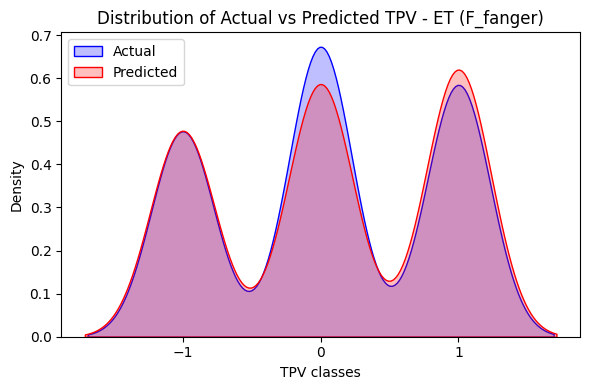 Distribution of Actual vs Predicted TPV - ET (F_fanger)
Actual
Predicted
0.7
0.6
0.5
0.4
0.3
0.2
0.1
0.0
Density
−1
0
1
TPV classes